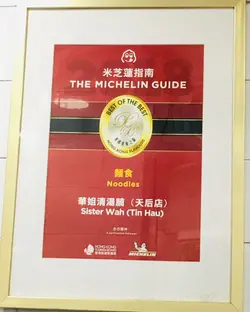 米芝蓮指南
THE MICHELIN GUIDE
BEST OF THE BEST
麵食
Noodles
華姐清湯腩 （天后店）
Sister Wah (Tin Hau)
MICHELIN